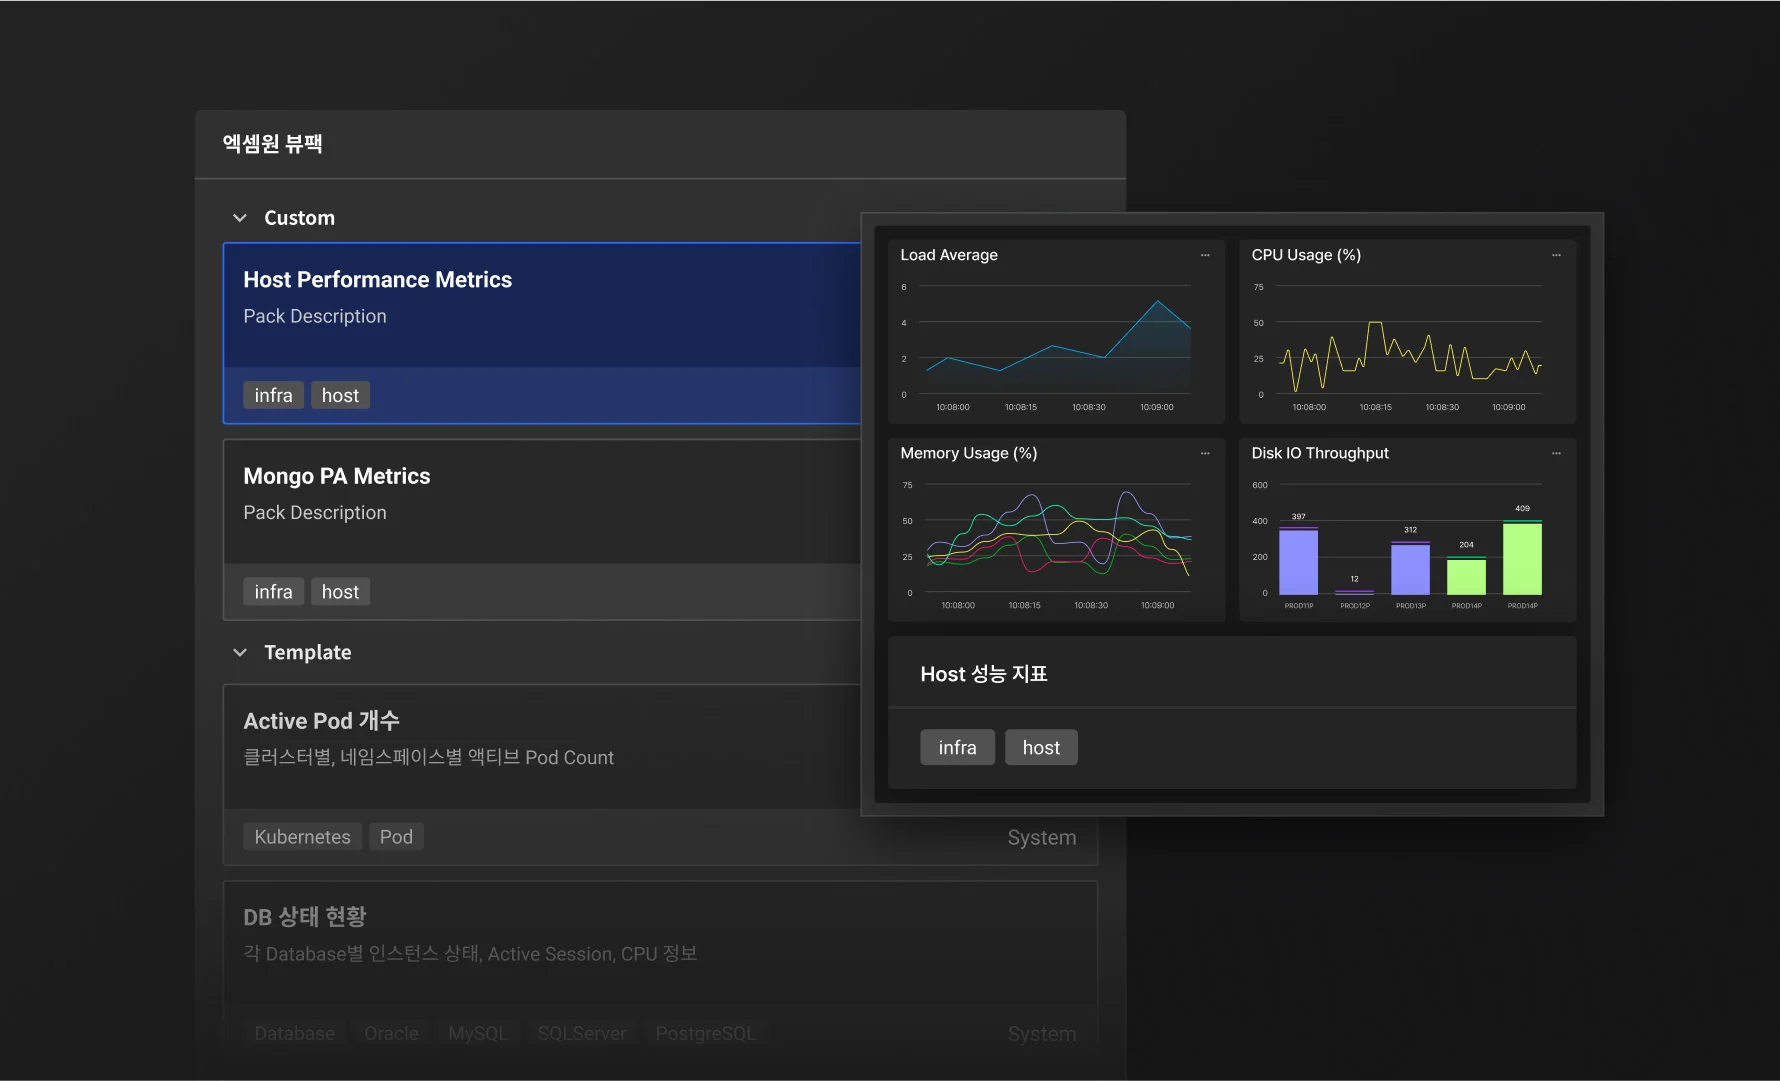 엑셈원 뷰팩
Custom
Host Performance Metrics
Pack Description
infra host
Mongo PA Metrics
Pack Description
infra host
Template
Active Pod 개수
클러스터별, 네임스페이스별 액티브 Pod Count
Kubernetes Pod System
DB 상태 현황
각 Database별 인스턴스 상태, Active Session, CPU 정보
Database Oracle MySQL SQLServer PostgreSQL System
Load Average
6
4
2
0
10:08:00 10:08:15 10:08:30 10:09:00
CPU Usage (%)
75
50
25
0
10:08:00 10:08:15 10:08:30 10:09:00
Memory Usage (%)
75
50
25
0
10:08:00 10:08:15 10:08:30 10:09:00
Disk IO Throughput
600
400
200
0
397 12 312 204 409
PROD11P PROD12P PROD13P PROD14P PROD14P
Host 성능 지표
infra host